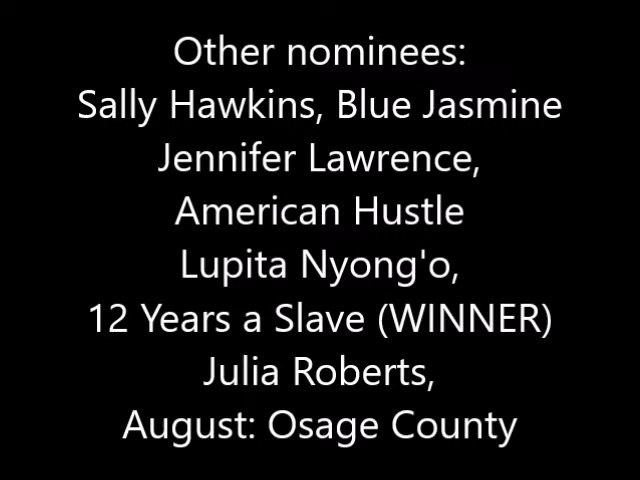 Other nominees:
Sally Hawkins, Blue Jasmine
Jennifer Lawrence,
American Hustle
Lupita Nyong'o,
12 Years a Slave (WINNER)
Julia Roberts,
August: Osage County